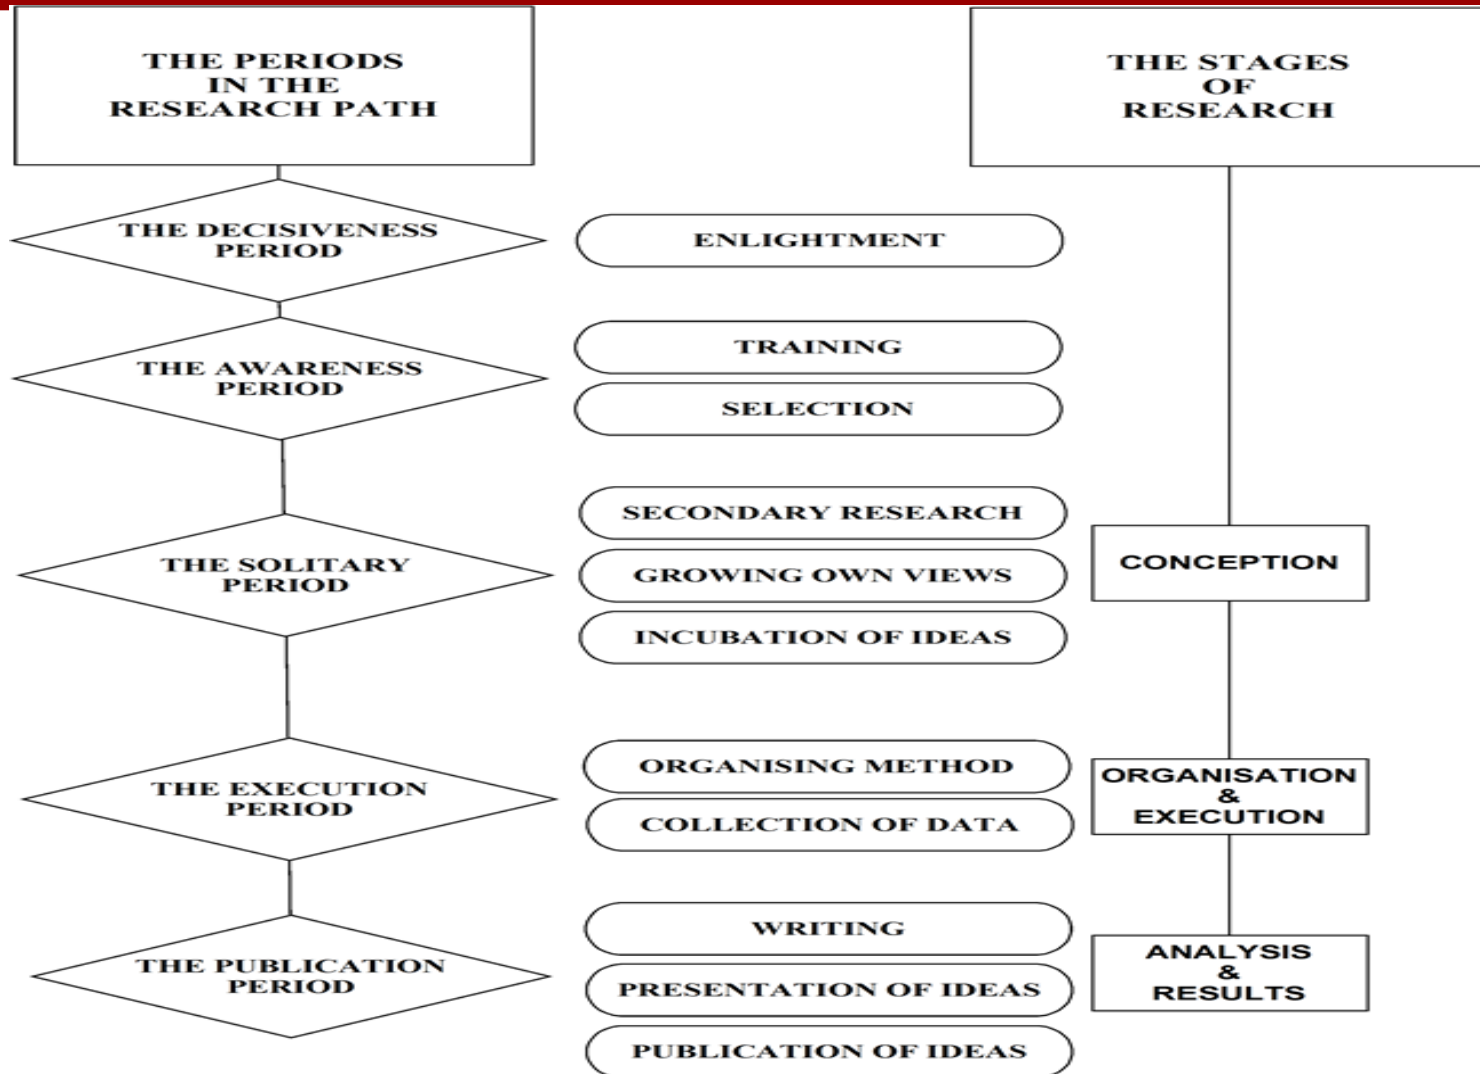 THE PERIODS
IN THE
RESEARCH PATH
THE STAGES
OF
RESEARCH
THE DECISIVENESS
PERIOD
ENLIGHTMENT
THE AWARENESS
PERIOD
TRAINING
SELECTION
THE SOLITARY
PERIOD
SECONDARY RESEARCH
GROWING OWN VIEWS
INCUBATION OF IDEAS
CONCEPTION
THE EXECUTION
PERIOD
ORGANISING METHOD
COLLECTION OF DATA
ORGANISATION
&
EXECUTION
THE PUBLICATION
PERIOD
WRITING
PRESENTATION OF IDEAS
PUBLICATION OF IDEAS
ANALYSIS
&
RESULTS